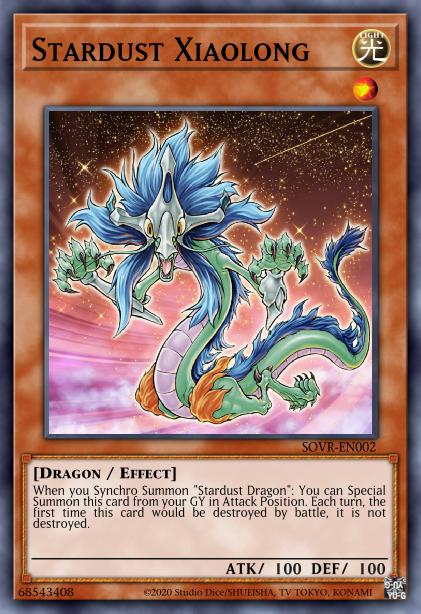 STARDUST XIAOLONG
LIGHT
光
SOVR-EN002
[DRAGON / EFFECT]
When you Synchro Summon "Stardust Dragon": You can Special
Summon this card from your GY in Attack Position. Each turn, the
first time this card would be destroyed by battle, it is not
destroyed.
ATK/ 100 DEF/ 100
68543408
©2020 Studio Dice/SHUEISHA, TV TOKYO, KONAMI